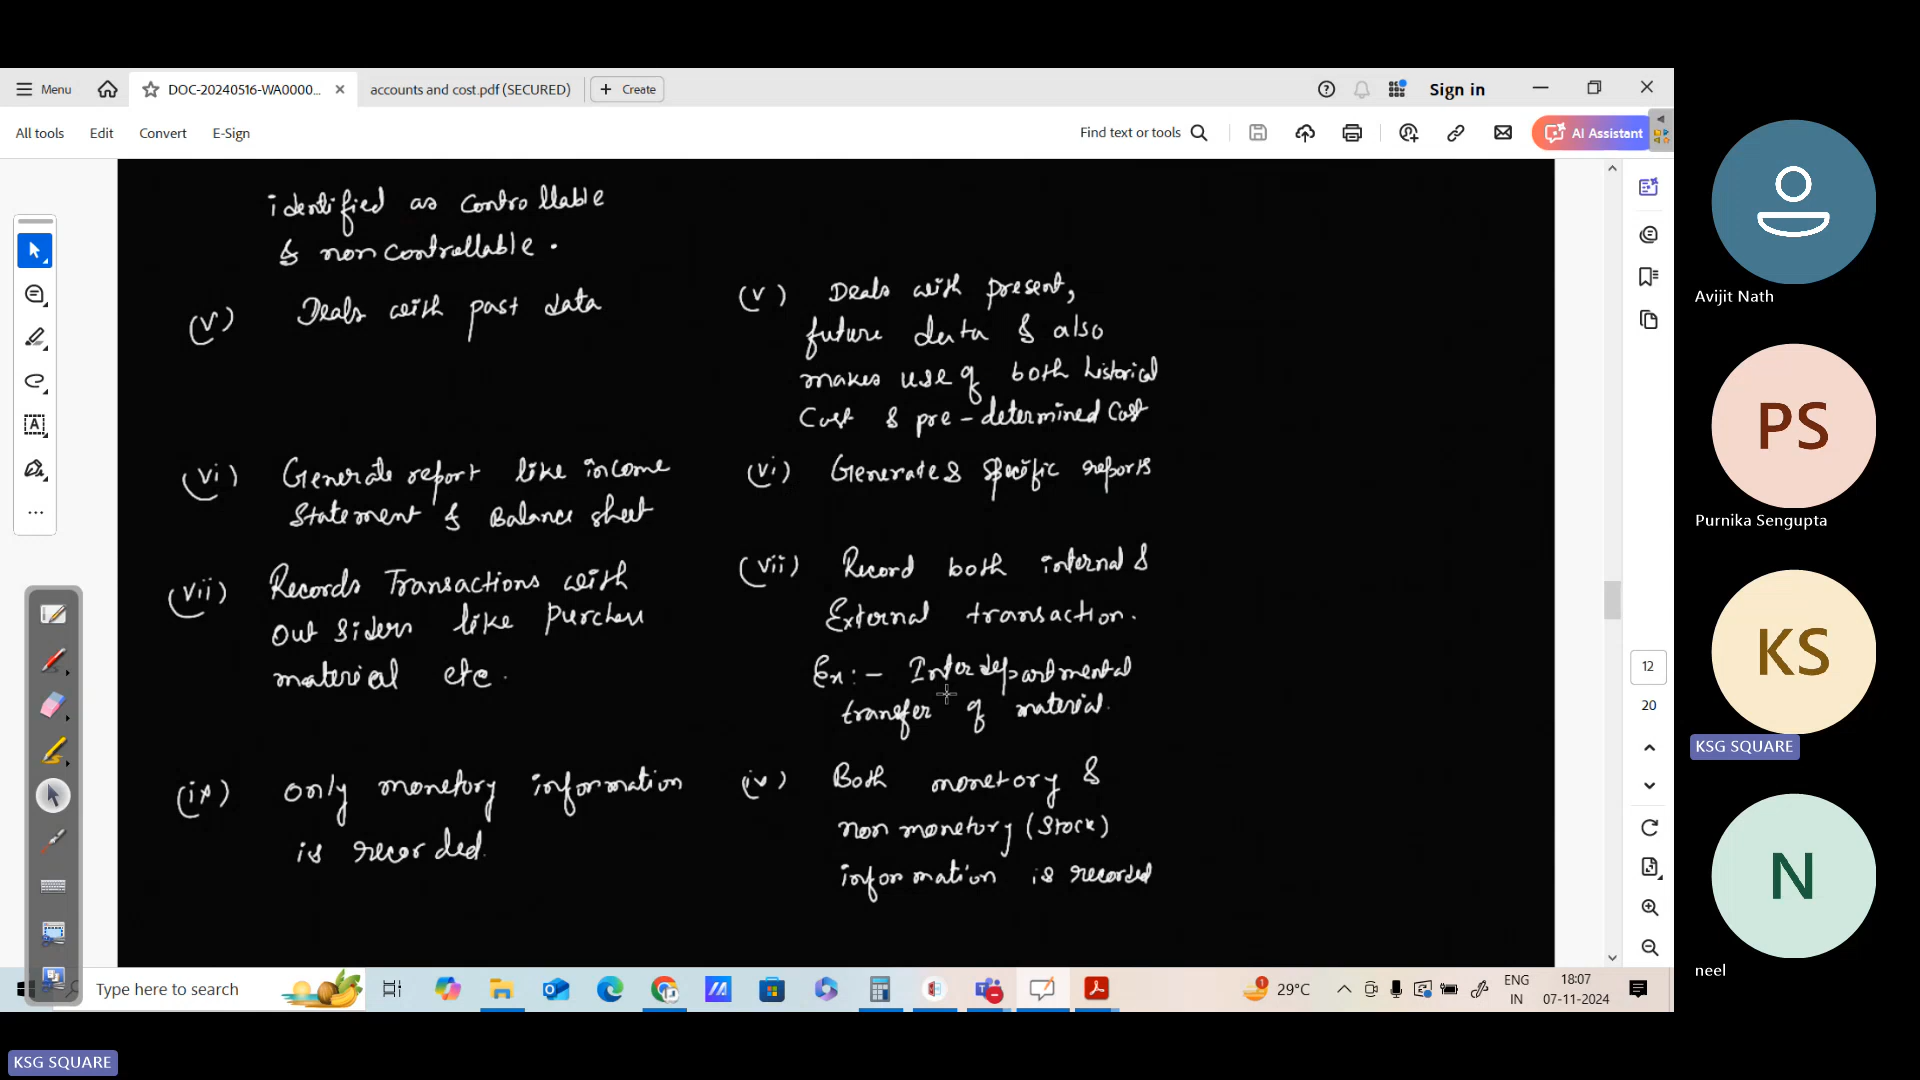 Menu
DOC-20240516-WA0000...
accounts and cost.pdf (SECURED)
Create
Sign in
All tools
Edit
Convert
E-Sign
Find text or tools
AI Assistant
identified as controllable
& non controllable.
(v) Deals with past data
(v) Deals with present,
future data & also
makes use of both historical
Cost & pre-determined Cost
(vi) Generate report like income
Statement & Balance sheet
(vi) Generates specific reports
(vii) Records Transactions with
Out Siders like Purchase
material etc.
(vii) Record both internal &
External transaction.
Ex:- Interdepartmental
transfer of material.
(ix) only monetory information
is recorded.
(iv) Both monetory &
non monetory (Stock)
information is recorded
12
20
Avijit Nath
PS
Purnika Sengupta
KS
KSG SQUARE
N
neel
Type here to search
29°C
ENG
IN
18:07
07-11-2024
KSG SQUARE